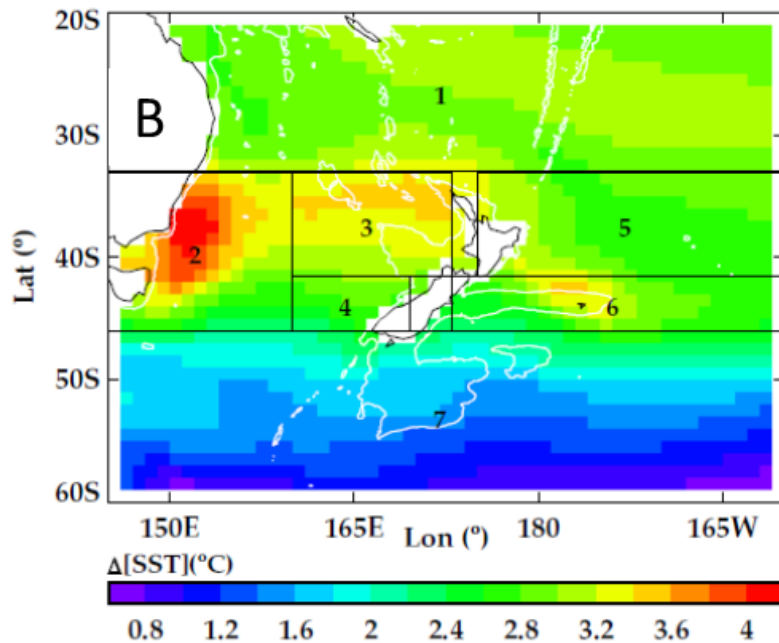 20S
B
1
30S
3
5
2
40S
Lat (º)
4
6
50S
7
60S
150E 165E 180 165W
Lon (º)
Δ[SST](ºC)
0.8 1.2 1.6 2 2.4 2.8 3.2 3.6 4